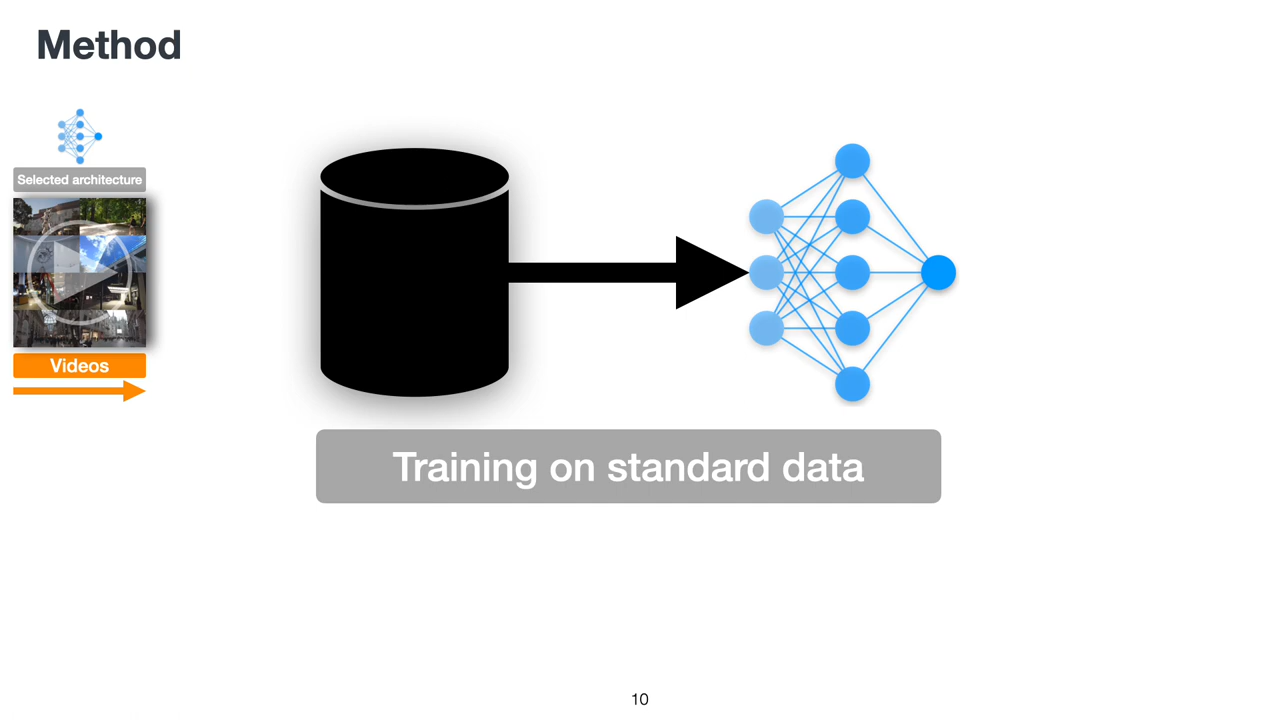 Method
Selected architecture
Videos
Training on standard data
10